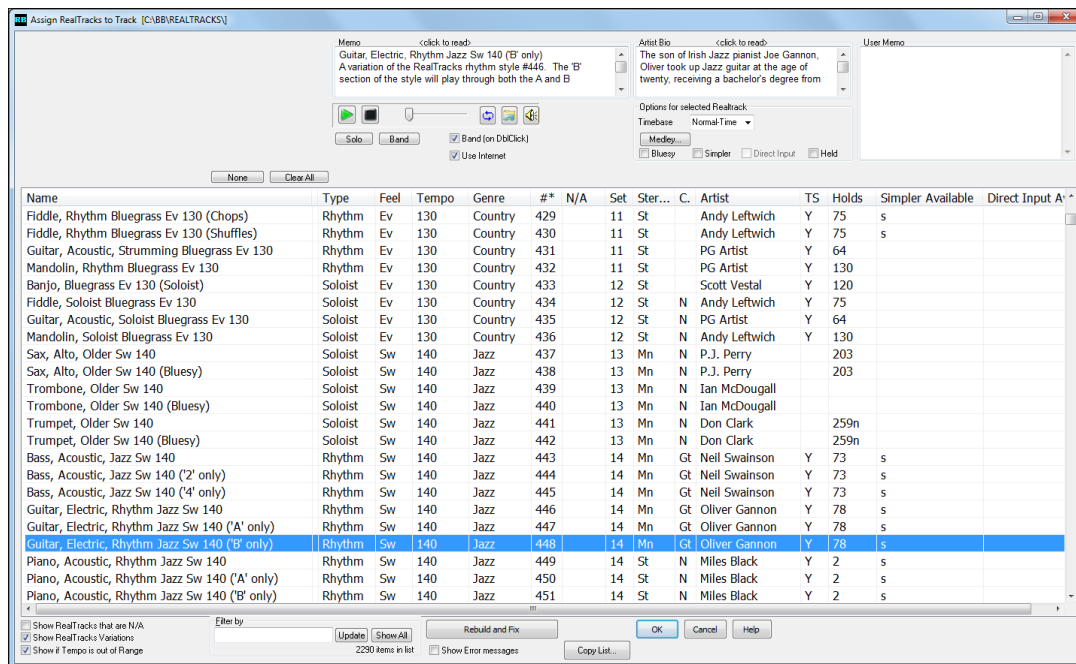 RB Assign RealTracks to Track [C:\BB\REALTRACKS\]
Memo <click to read>
Guitar, Electric, Rhythm Jazz Sw 140 ('B' only)
A variation of the RealTracks rhythm style #446. The 'B'
section of the style will play through both the A and B
Artist Bio <click to read>
The son of Irish Jazz pianist Joe Gannon,
Oliver took up Jazz guitar at the age of
twenty, receiving a bachelor's degree from
User Memo
Solo Band
Band (on DblClick)
Use Internet
Options for selected Realtrack
Timebase Normal-Time
Medley...
Bluesy Simpler Direct Input Held
None Clear All
Name Type Feel Tempo Genre #* N/A Set Ster... C. Artist TS Holds Simpler Available Direct Input A
Fiddle, Rhythm Bluegrass Ev 130 (Chops) Rhythm Ev 130 Country 429 11 St Andy Leftwich Y 75 s
Fiddle, Rhythm Bluegrass Ev 130 (Shuffles) Rhythm Ev 130 Country 430 11 St Andy Leftwich Y 75 s
Guitar, Acoustic, Strumming Bluegrass Ev 130 Rhythm Ev 130 Country 431 11 St PG Artist Y 64
Mandolin, Rhythm Bluegrass Ev 130 Rhythm Ev 130 Country 432 11 St PG Artist Y 130
Banjo, Bluegrass Ev 130 (Soloist) Soloist Ev 130 Country 433 12 St Scott Vestal Y 120
Fiddle, Soloist Bluegrass Ev 130 Soloist Ev 130 Country 434 12 St N Andy Leftwich Y 75
Guitar, Acoustic, Soloist Bluegrass Ev 130 Soloist Ev 130 Country 435 12 St N PG Artist Y 64
Mandolin, Soloist Bluegrass Ev 130 Soloist Ev 130 Country 436 12 St N Andy Leftwich Y 130
Sax, Alto, Older Sw 140 Soloist Sw 140 Jazz 437 13 Mn N P.J. Perry 203
Sax, Alto, Older Sw 140 (Bluesy) Soloist Sw 140 Jazz 438 13 Mn N P.J. Perry 203
Trombone, Older Sw 140 Soloist Sw 140 Jazz 439 13 Mn N Ian McDougall
Trombone, Older Sw 140 (Bluesy) Soloist Sw 140 Jazz 440 13 Mn N Ian McDougall
Trumpet, Older Sw 140 Soloist Sw 140 Jazz 441 13 Mn N Don Clark 259n
Trumpet, Older Sw 140 (Bluesy) Soloist Sw 140 Jazz 442 13 Mn N Don Clark 259n
Bass, Acoustic, Jazz Sw 140 Rhythm Sw 140 Jazz 443 14 Mn Gt Neil Swainson Y 73 s
Bass, Acoustic, Jazz Sw 140 ('2' only) Rhythm Sw 140 Jazz 444 14 Mn Gt Neil Swainson Y 73 s
Bass, Acoustic, Jazz Sw 140 ('4' only) Rhythm Sw 140 Jazz 445 14 Mn Gt Neil Swainson Y 73 s
Guitar, Electric, Rhythm Jazz Sw 140 Rhythm Sw 140 Jazz 446 14 Mn Gt Oliver Gannon Y 78 s
Guitar, Electric, Rhythm Jazz Sw 140 ('A' only) Rhythm Sw 140 Jazz 447 14 Mn Gt Oliver Gannon Y 78 s
Guitar, Electric, Rhythm Jazz Sw 140 ('B' only) Rhythm Sw 140 Jazz 448 14 Mn Gt Oliver Gannon Y 78 s
Piano, Acoustic, Rhythm Jazz Sw 140 Rhythm Sw 140 Jazz 449 14 St Miles Black Y 2 s
Piano, Acoustic, Rhythm Jazz Sw 140 ('A' only) Rhythm Sw 140 Jazz 450 14 St Miles Black Y 2 s
Piano, Acoustic, Rhythm Jazz Sw 140 ('B' only) Rhythm Sw 140 Jazz 451 14 St Miles Black Y 2 s
Show RealTracks that are N/A
Show RealTracks Variations
Show if Tempo is out of Range
Filter by
Update Show All
2290 items in list
Rebuild and Fix
Show Error messages
OK Cancel Help
Copy List...